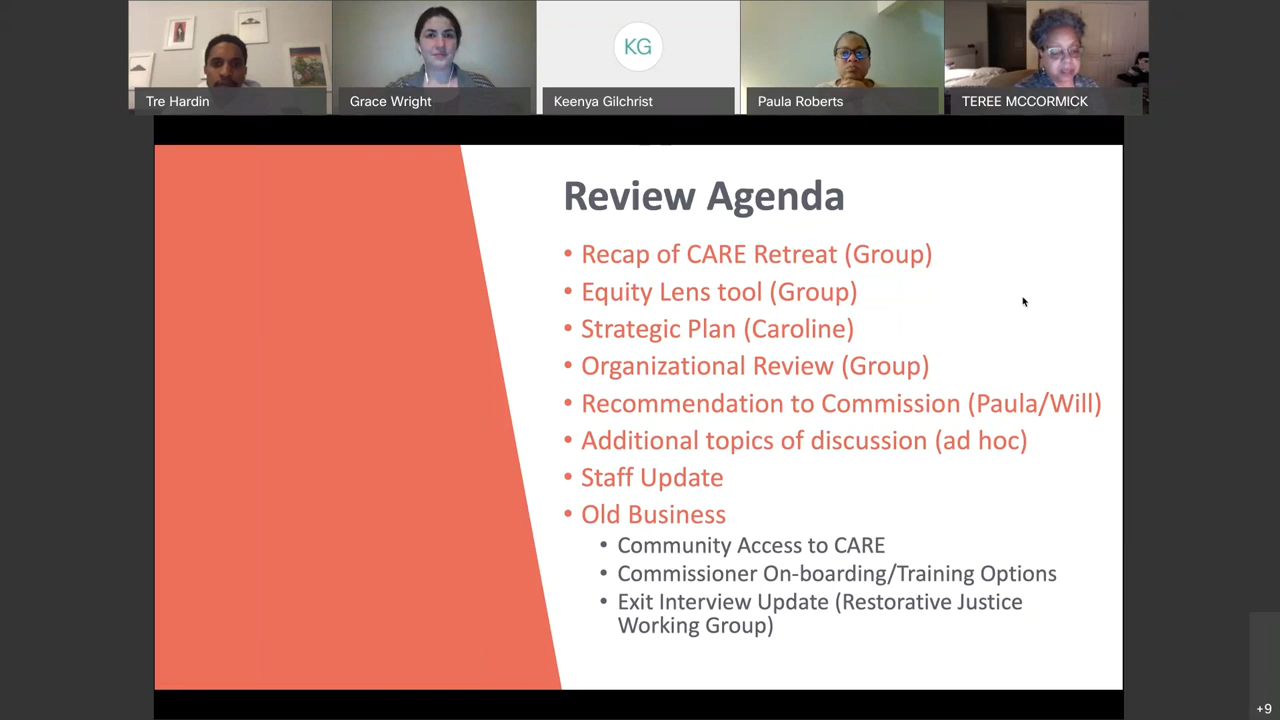 KG
Tre Hardin
Grace Wright
Keenya Gilchrist
Paula Roberts
TEREE MCCORMICK
Review Agenda
• Recap of CARE Retreat (Group)
• Equity Lens tool (Group)
• Strategic Plan (Caroline)
• Organizational Review (Group)
• Recommendation to Commission (Paula/Will)
• Additional topics of discussion (ad hoc)
• Staff Update
• Old Business
• Community Access to CARE
• Commissioner On-boarding/Training Options
• Exit Interview Update (Restorative Justice
Working Group)
+9